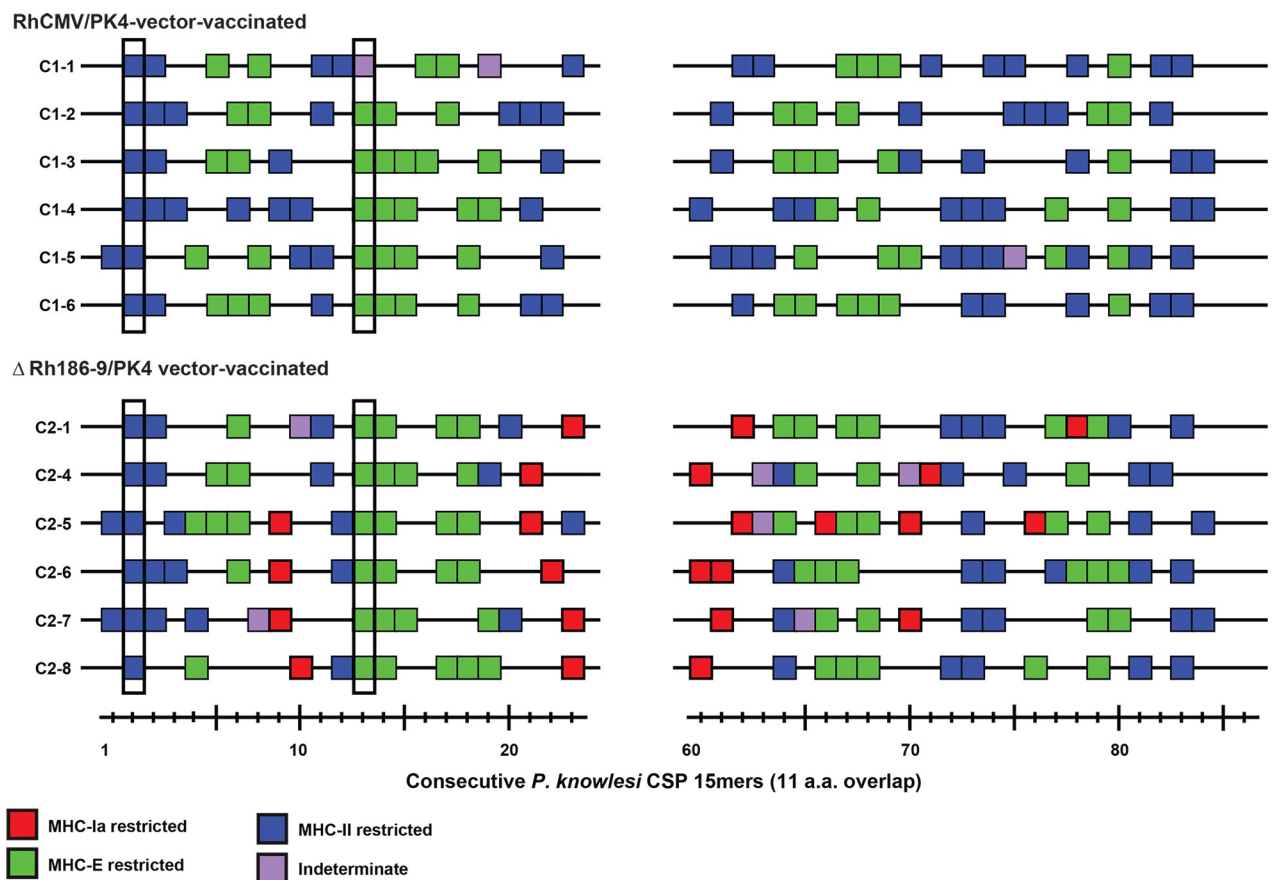 RhCMV/PK4-vector-vaccinated
C1-1
C1-2
C1-3
C1-4
C1-5
C1-6
Δ Rh186-9/PK4 vector-vaccinated
C2-1
C2-4
C2-5
C2-6
C2-7
C2-8
1 10 20 60 70 80
Consecutive P. knowlesi CSP 15mers (11 a.a. overlap)
MHC-Ia restricted
MHC-E restricted
MHC-II restricted
Indeterminate